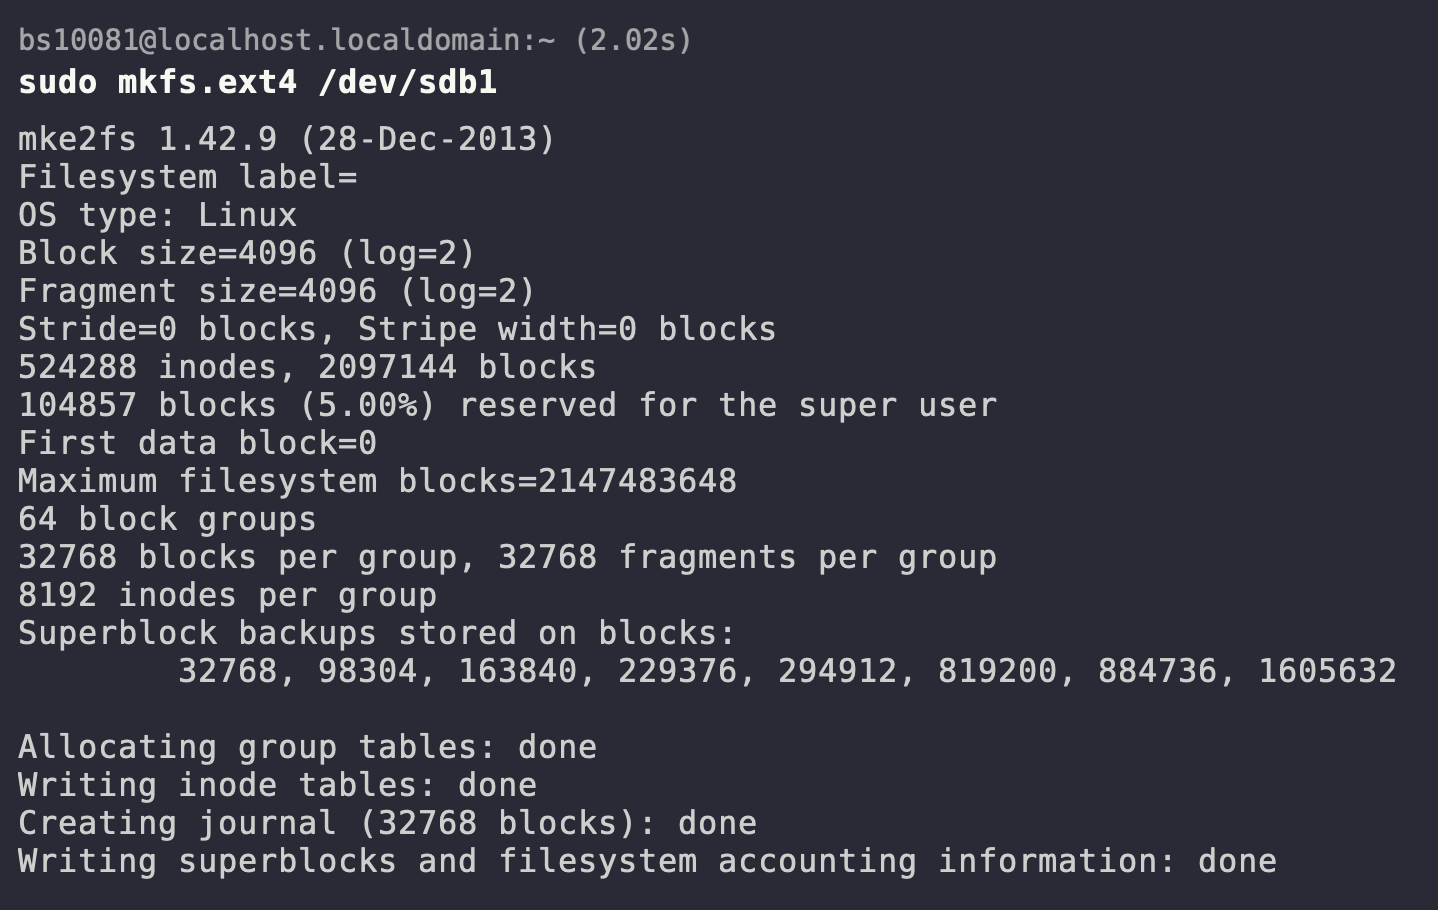 bs10081@localhost.localdomain:~ (2.02s)
sudo mkfs.ext4 /dev/sdb1
mke2fs 1.42.9 (28-Dec-2013)
Filesystem label=
OS type: Linux
Block size=4096 (log=2)
Fragment size=4096 (log=2)
Stride=0 blocks, Stripe width=0 blocks
524288 inodes, 2097144 blocks
104857 blocks (5.00%) reserved for the super user
First data block=0
Maximum filesystem blocks=2147483648
64 block groups
32768 blocks per group, 32768 fragments per group
8192 inodes per group
Superblock backups stored on blocks:
32768, 98304, 163840, 229376, 294912, 819200, 884736, 1605632
Allocating group tables: done
Writing inode tables: done
Creating journal (32768 blocks): done
Writing superblocks and filesystem accounting information: done